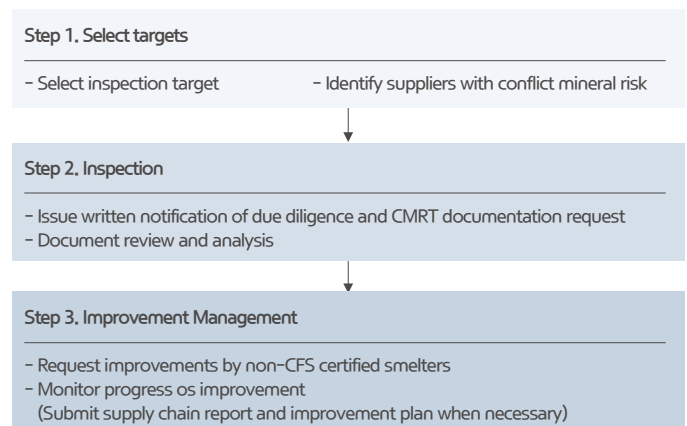 Step 1. Select targets
- Select inspection target
- Identify suppliers with conflict mineral risk
Step 2. Inspection
- Issue written notification of due diligence and CMRT documentation request
- Document review and analysis
Step 3. Improvement Management
- Request improvements by non-CFS certified smelters
- Monitor progress os improvement
(Submit supply chain report and improvement plan when necessary)